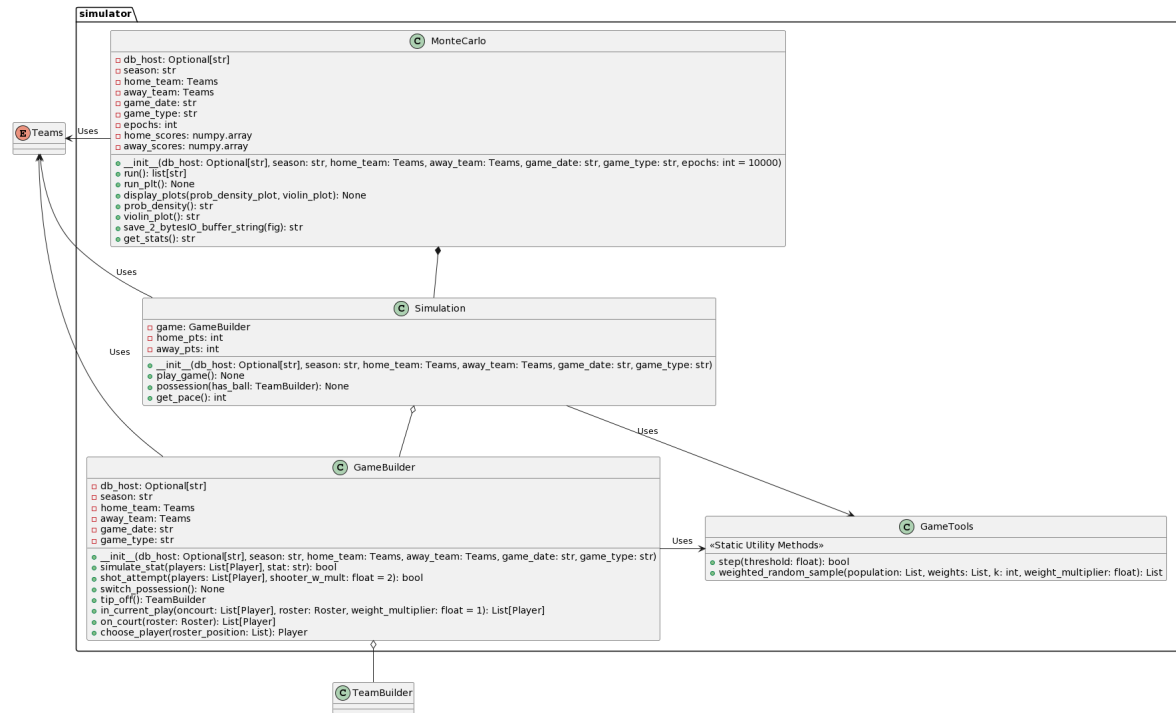 simulator
C MonteCarlo
db_host: Optional[str]
season: str
home_team: Teams
away_team: Teams
game_date: str
game_type: str
epochs: int
home_scores: numpy.array
away_scores: numpy.array
__init__(db_host: Optional[str], season: str, home_team: Teams, away_team: Teams, game_date: str, game_type: str, epochs: int = 10000)
run(): list[str]
run_plt(): None
display_plots(prob_density_plot, violin_plot): None
prob_density(): str
violin_plot(): str
save_2_bytesIO_buffer_string(fig): str
get_stats(): str
E Teams
Uses
Uses
C Simulation
game: GameBuilder
home_pts: int
away_pts: int
__init__(db_host: Optional[str], season: str, home_team: Teams, away_team: Teams, game_date: str, game_type: str)
play_game(): None
possession(has_ball: TeamBuilder): None
get_pace(): int
Uses
Uses
C GameBuilder
db_host: Optional[str]
season: str
home_team: Teams
away_team: Teams
game_date: str
game_type: str
__init__(db_host: Optional[str], season: str, home_team: Teams, away_team: Teams, game_date: str, game_type: str)
simulate_stat(players: List[Player], stat: str): bool
shot_attempt(players: List[Player], shooter_w_mult: float = 2): bool
switch_possession(): None
tip_off(): TeamBuilder
in_current_play(oncourt: List[Player], roster: Roster, weight_multiplier: float = 1): List[Player]
on_court(roster: Roster): List[Player]
choose_player(roster_position: List): Player
Uses
C GameTools
«Static Utility Methods»
step(threshold: float): bool
weighted_random_sample(population: List, weights: List, k: int, weight_multiplier: float): List
C TeamBuilder